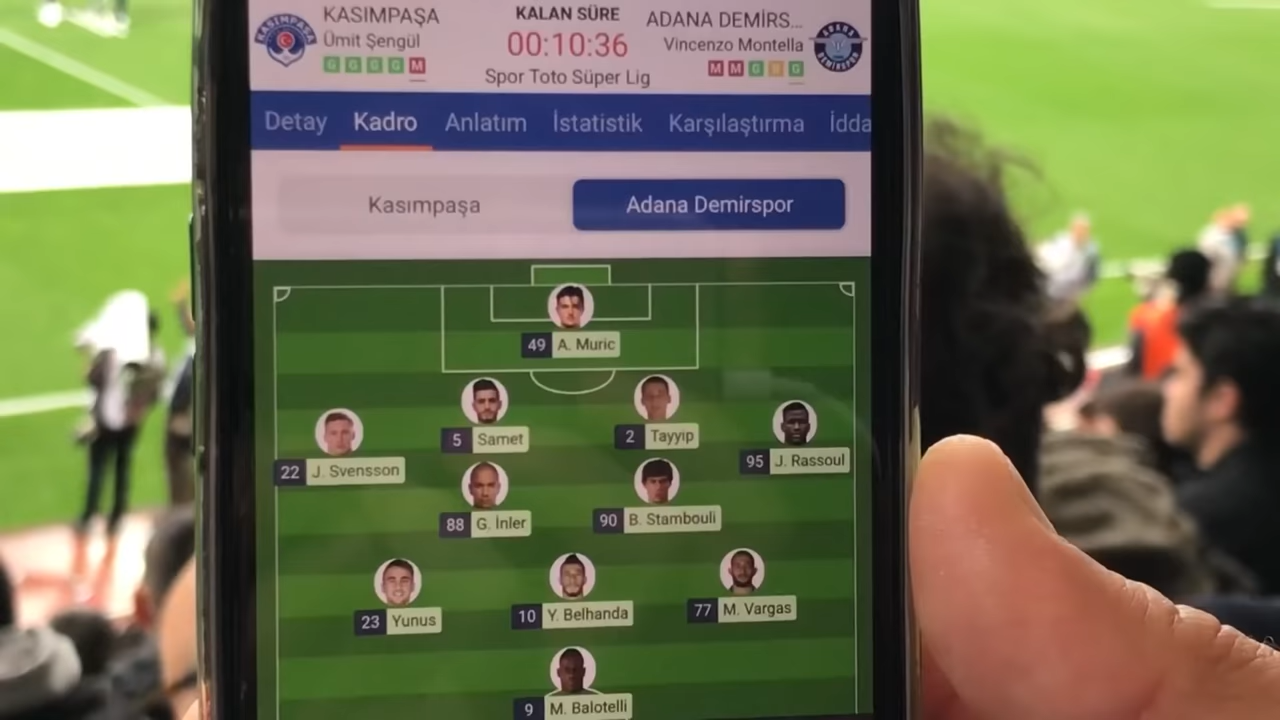 KASIMPAŞA
Ümit Şengül
G G G G M
KALAN SÜRE
00:10:36
Spor Toto Süper Lig
ADANA DEMİRS...
Vincenzo Montella
M M G B G
Detay Kadro Anlatım İstatistik Karşılaştırma İdda
Kasımpaşa Adana Demirspor
49 A. Muric
5 Samet
2 Tayyip
22 J. Svensson
95 J. Rassoul
88 G. İnler
90 B. Stambouli
23 Yunus
10 Y. Belhanda
77 M. Vargas
9 M. Balotelli